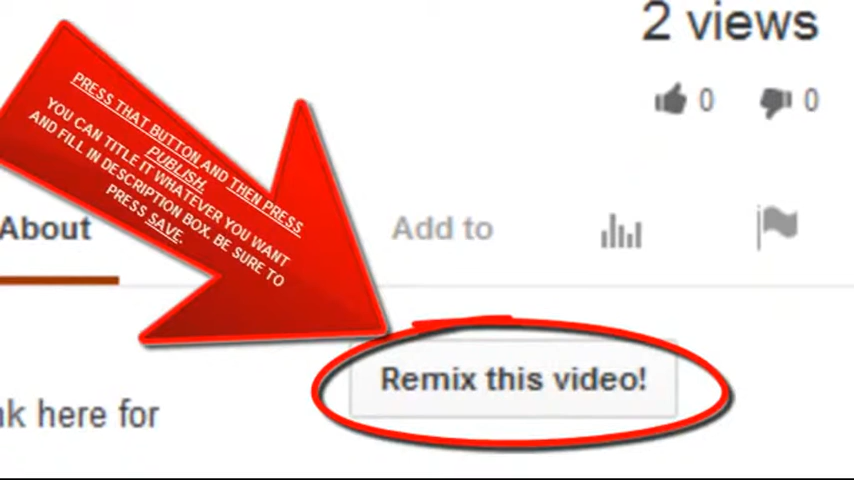 2 views
0 0
PRESS THAT BUTTON AND THEN PRESS
PUBLISH.
YOU CAN TITLE IT WHATEVER YOU WANT
AND FILL IN DESCRIPTION BOX. BE SURE TO
PRESS SAVE.
About Add to
Remix this video!
nk here for